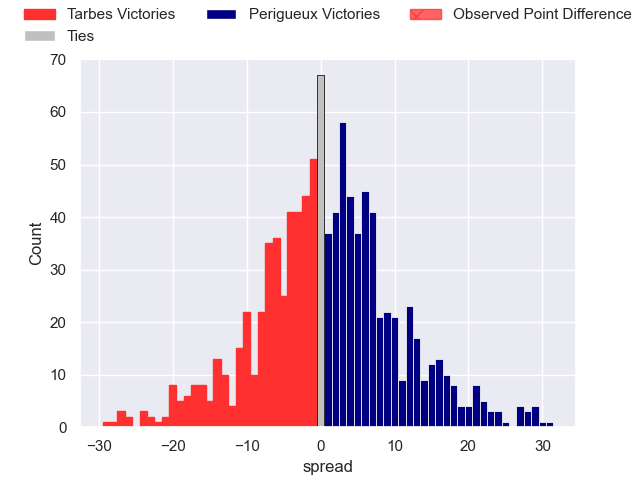 Tarbes Victories
Perigueux Victories
Observed Point Difference
Ties
70
60
50
40
30
20
10
0
Count
−30
−20
−10
0
10
20
30
spread